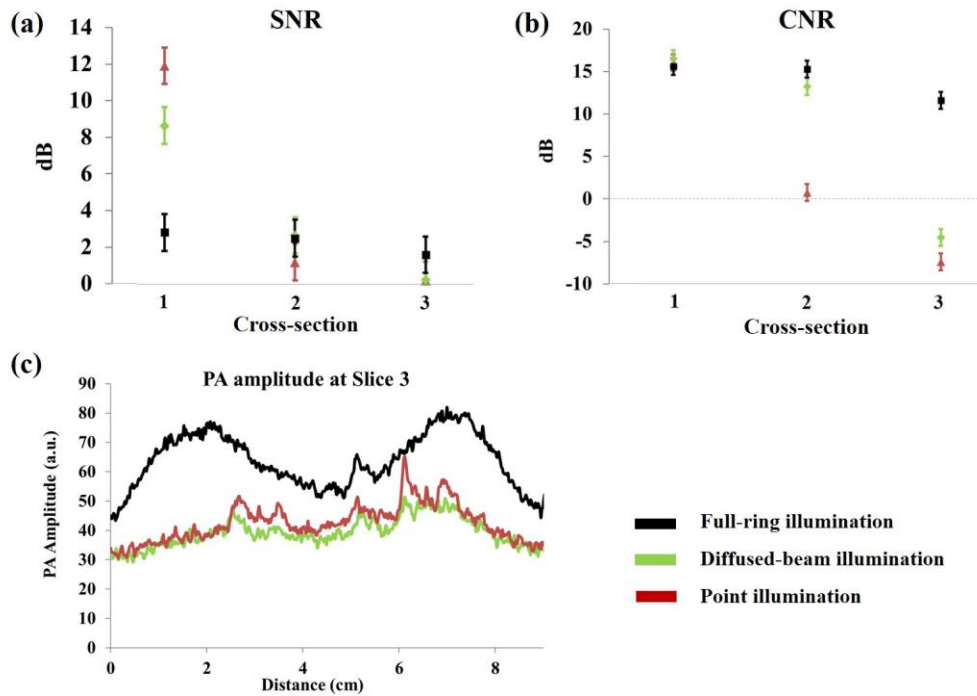 (a)
SNR
14
12
10
8
6
4
2
0
dB
1 2 3
Cross-section
(b)
CNR
20
15
10
5
0
-5
-10
dB
1 2 3
Cross-section
(c)
PA amplitude at Slice 3
90
80
70
60
50
40
30
20
10
0
PA Amplitude (a.u.)
0 2 4 6 8
Distance (cm)
Full-ring illumination
Diffused-beam illumination
Point illumination